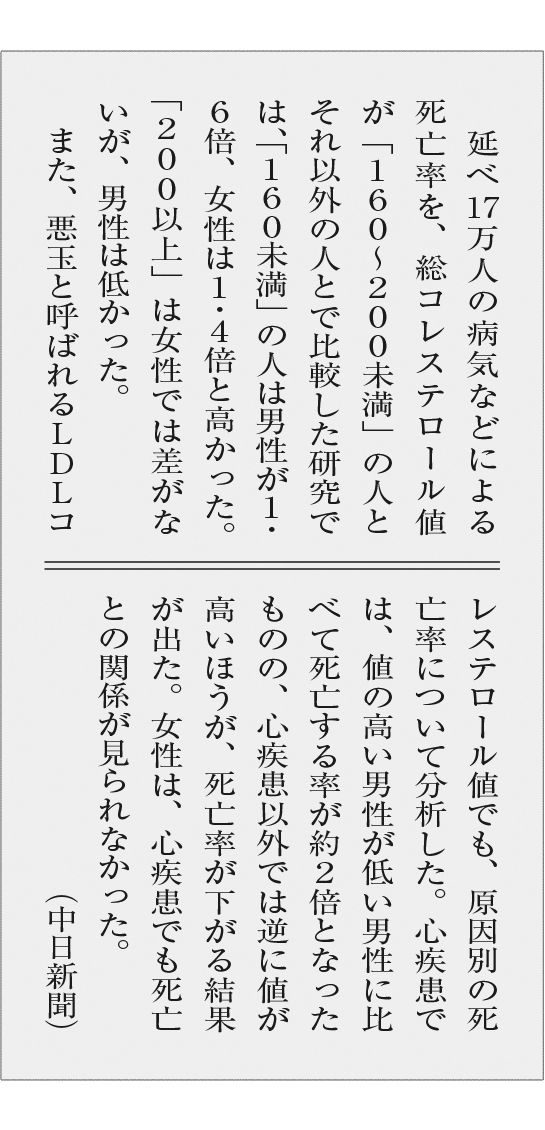 延べ17万人の病気などによる
死亡率を、総コレステロール値
が「160〜200未満」の人と
それ以外の人とで比較した研究で
は、「160未満」の人は男性が1・
6倍、女性は1・4倍と高かった。
「200以上」は女性では差がな
いが、男性は低かった。
また、悪玉と呼ばれるLDLコ
レステロール値でも、原因別の死
亡率について分析した。心疾患で
は、値の高い男性が低い男性に比
べて死亡する率が約2倍となった
ものの、心疾患以外では逆に値が
高いほうが、死亡率が下がる結果
が出た。女性は、心疾患でも死亡
との関係が見られなかった。
(中日新聞)